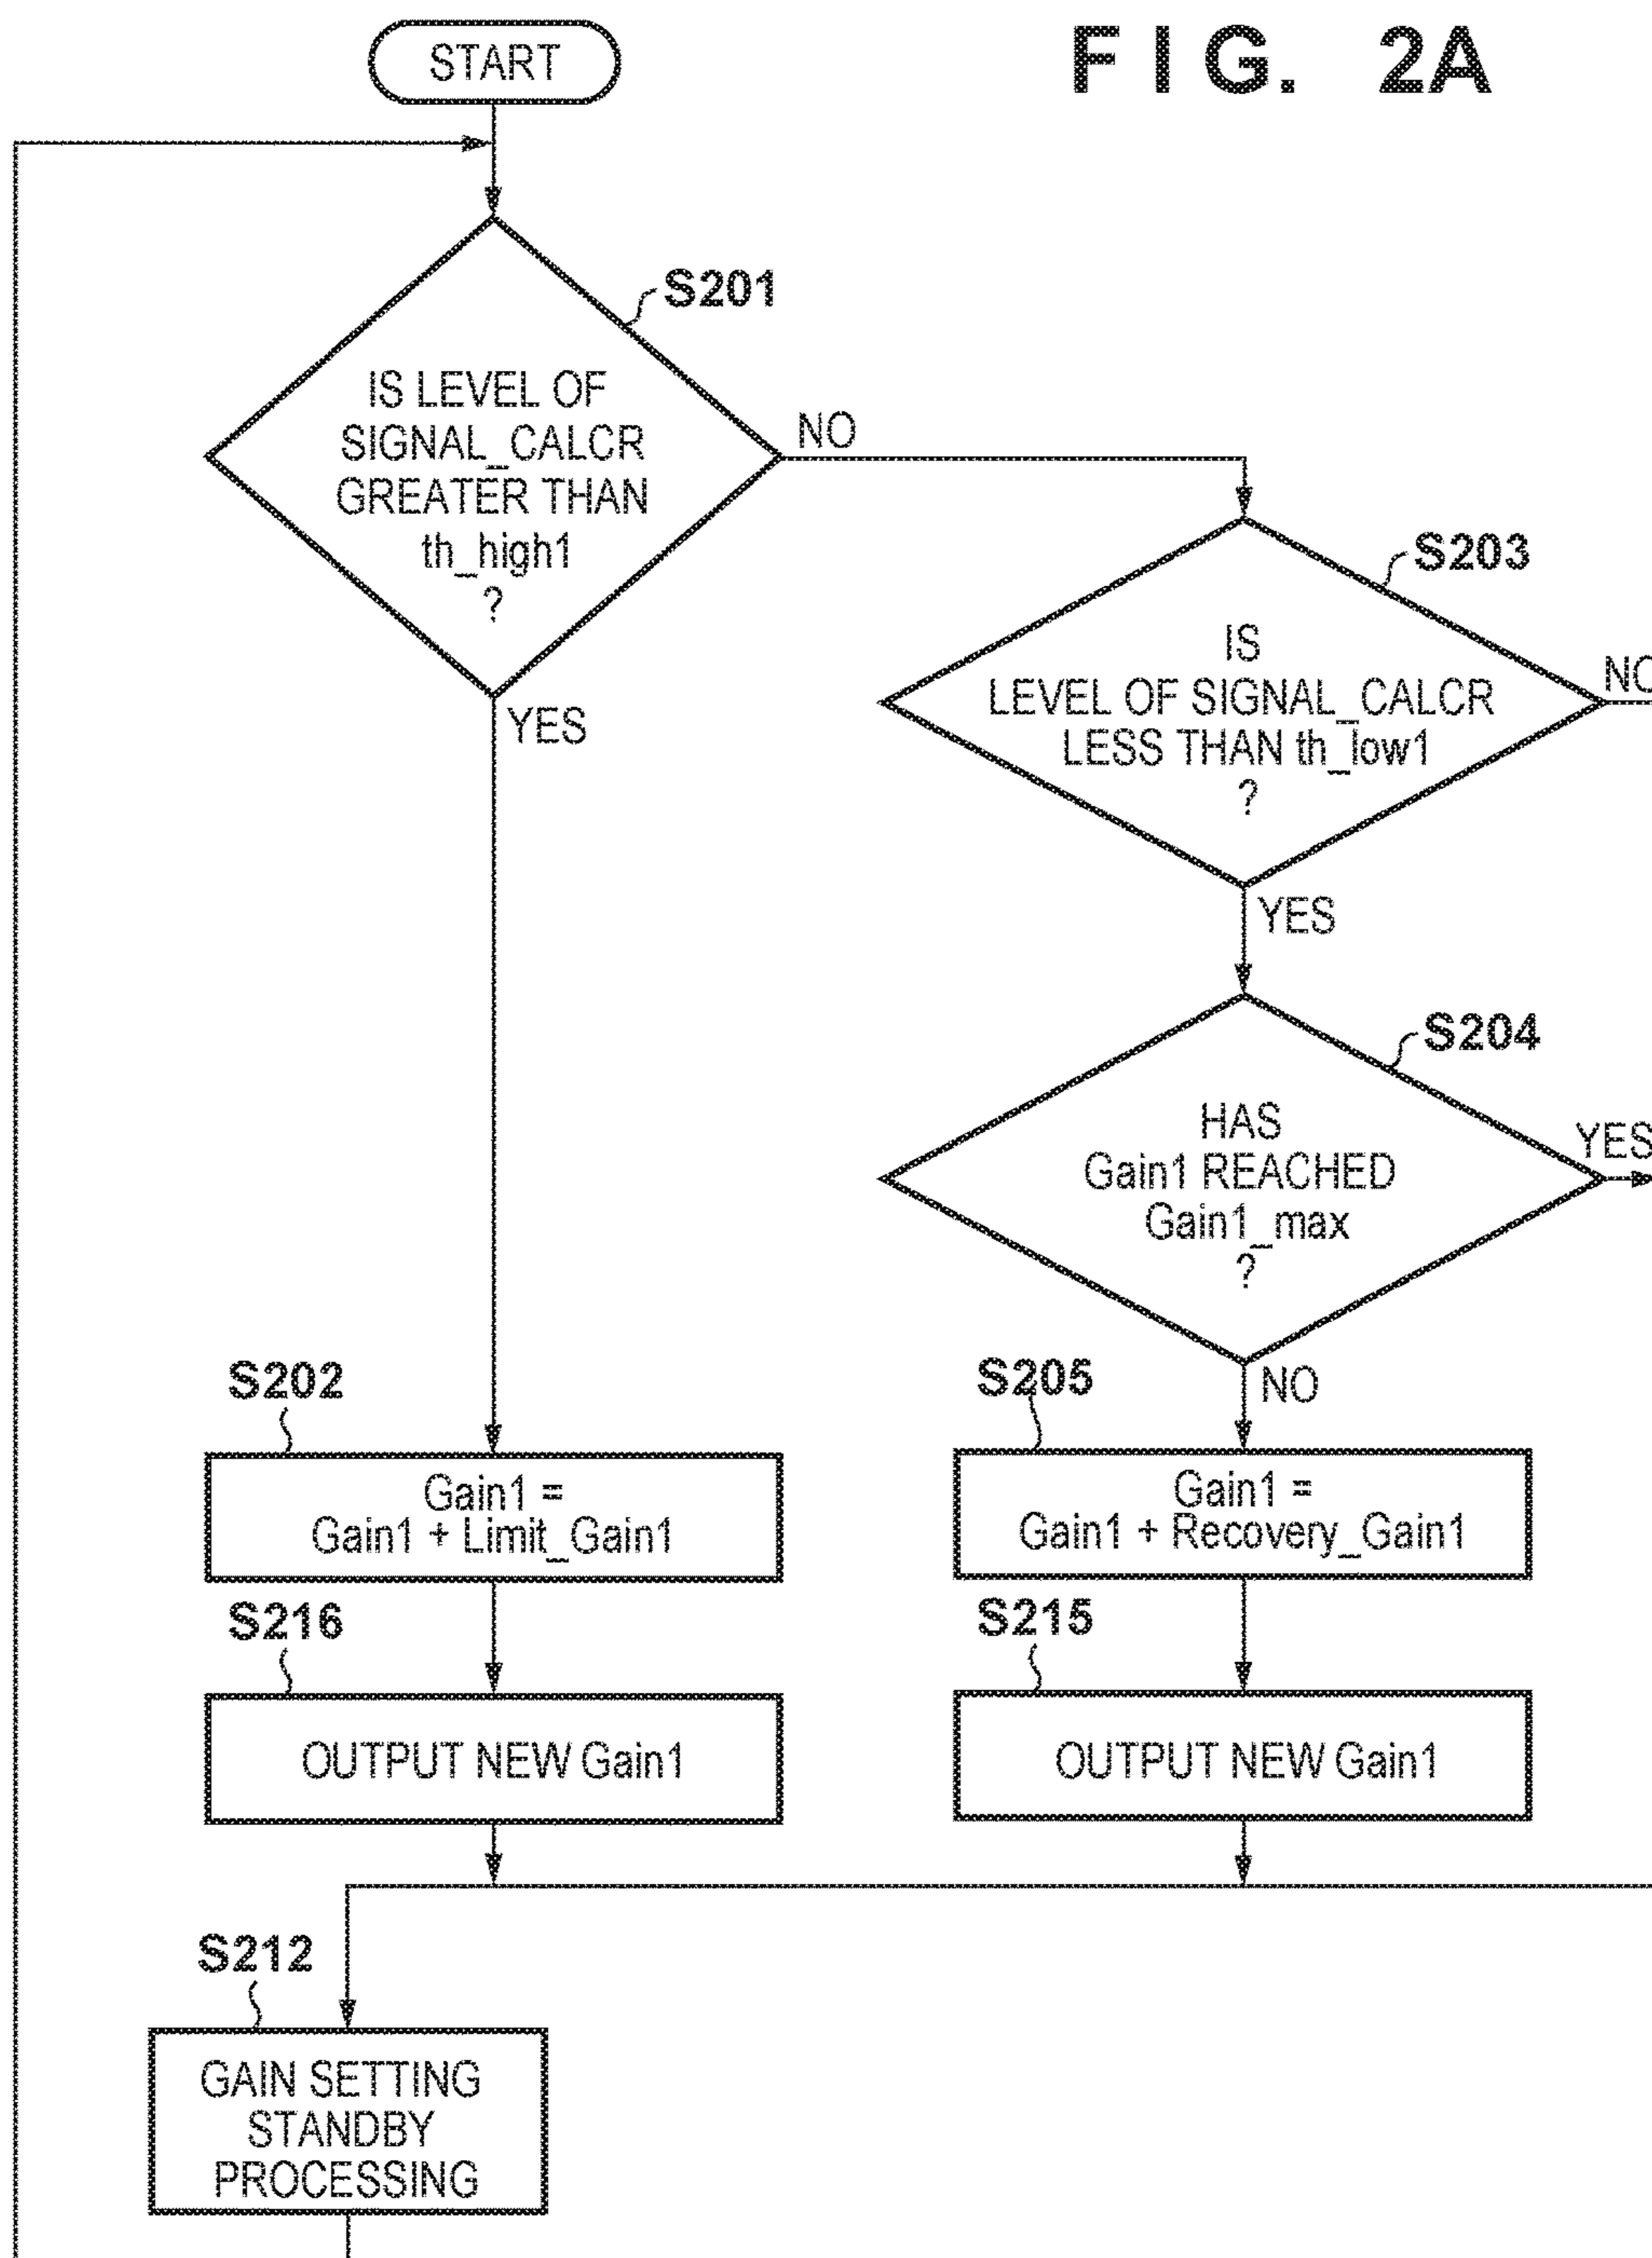 START
FIG. 2A
S201
IS LEVEL OF
SIGNAL_CALCR
GREATER THAN
th_high1
?
NO
YES
S203
IS
LEVEL OF SIGNAL_CALCR
LESS THAN th_low1
?
NO
YES
S204
HAS
Gain1 REACHED
Gain1_max
?
YES
NO
S202
Gain1 =
Gain1 + Limit_Gain1
S205
Gain1 =
Gain1 + Recovery_Gain1
S216
OUTPUT NEW Gain1
S215
OUTPUT NEW Gain1
S212
GAIN SETTING
STANDBY
PROCESSING